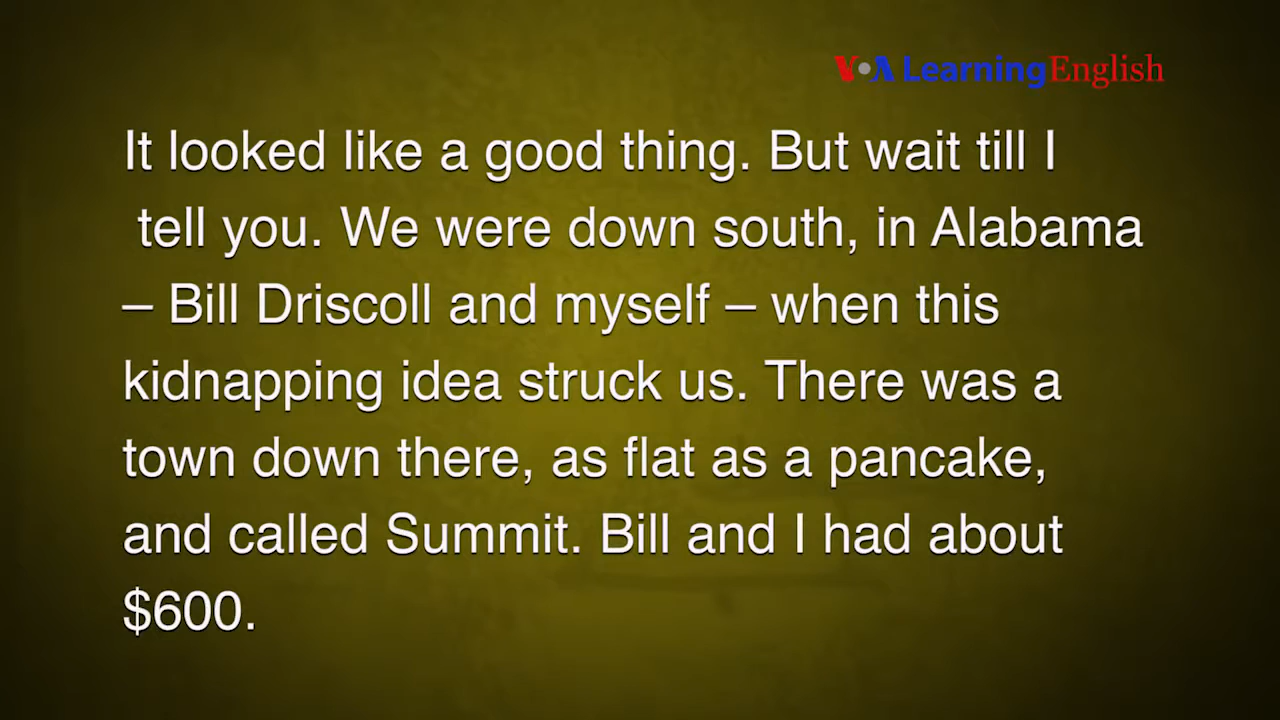 VOA Learning English
It looked like a good thing. But wait till I
tell you. We were down south, in Alabama
– Bill Driscoll and myself – when this
kidnapping idea struck us. There was a
town down there, as flat as a pancake,
and called Summit. Bill and I had about
$600.